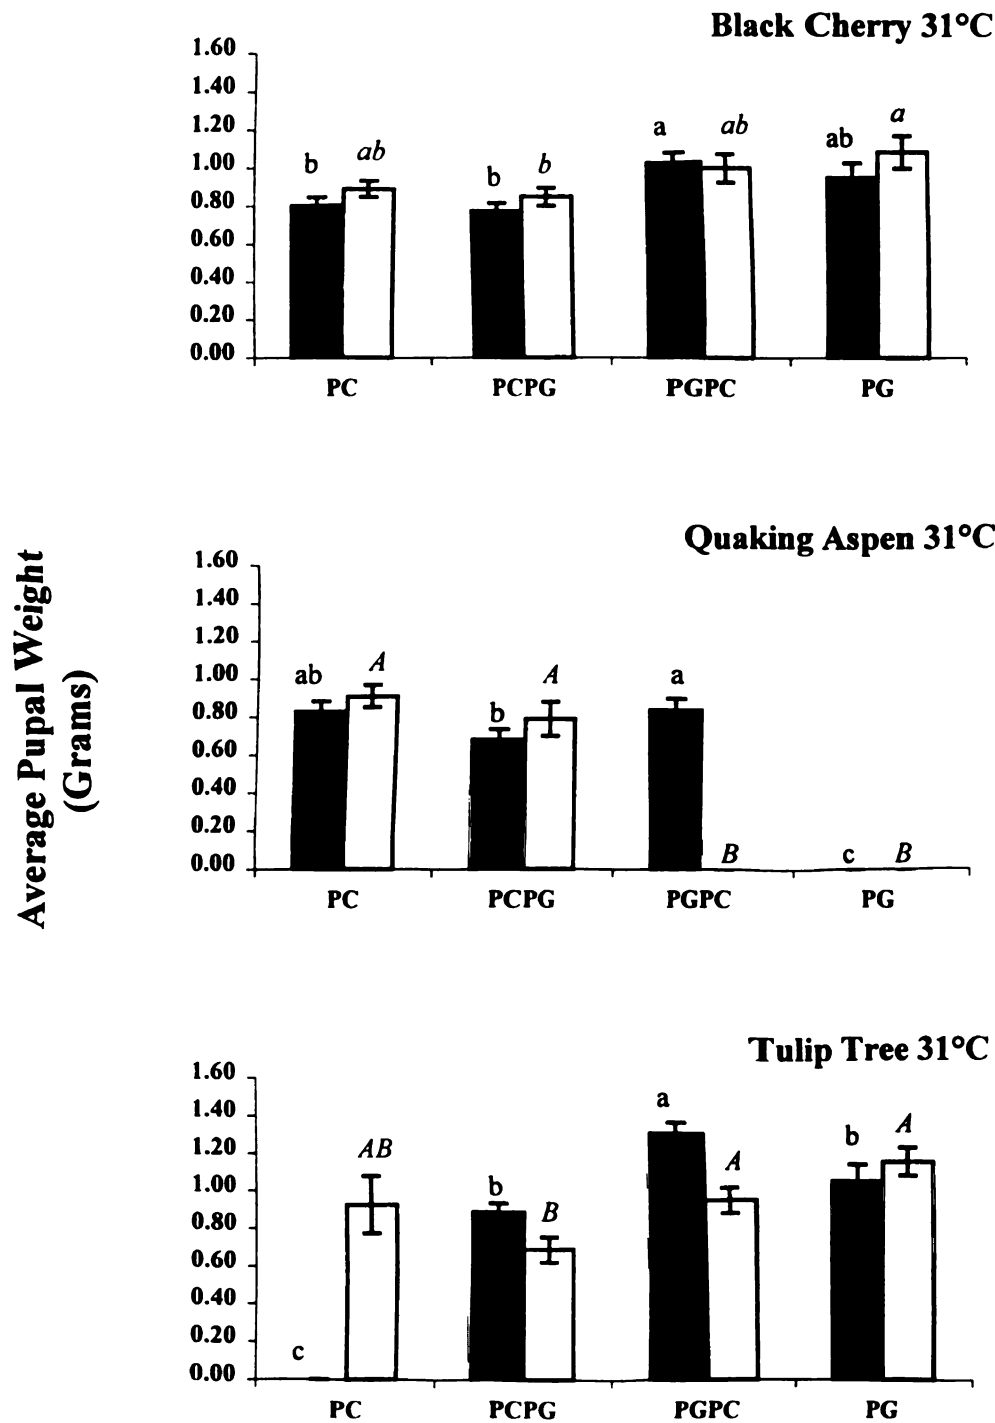 Black Cherry 31°C
1.60
1.40
1.20
1.00
0.80
0.60
0.40
0.20
0.00
b
ab
b
b
a
ab
ab
a
PC
PCPG
PGPC
PG
Average Pupal Weight
(Grams)
Quaking Aspen 31°C
1.60
1.40
1.20
1.00
0.80
0.60
0.40
0.20
0.00
ab
A
b
A
a
B
c
B
PC
PCPG
PGPC
PG
Tulip Tree 31°C
1.60
1.40
1.20
1.00
0.80
0.60
0.40
0.20
0.00
c
AB
b
B
a
A
b
A
PC
PCPG
PGPC
PG